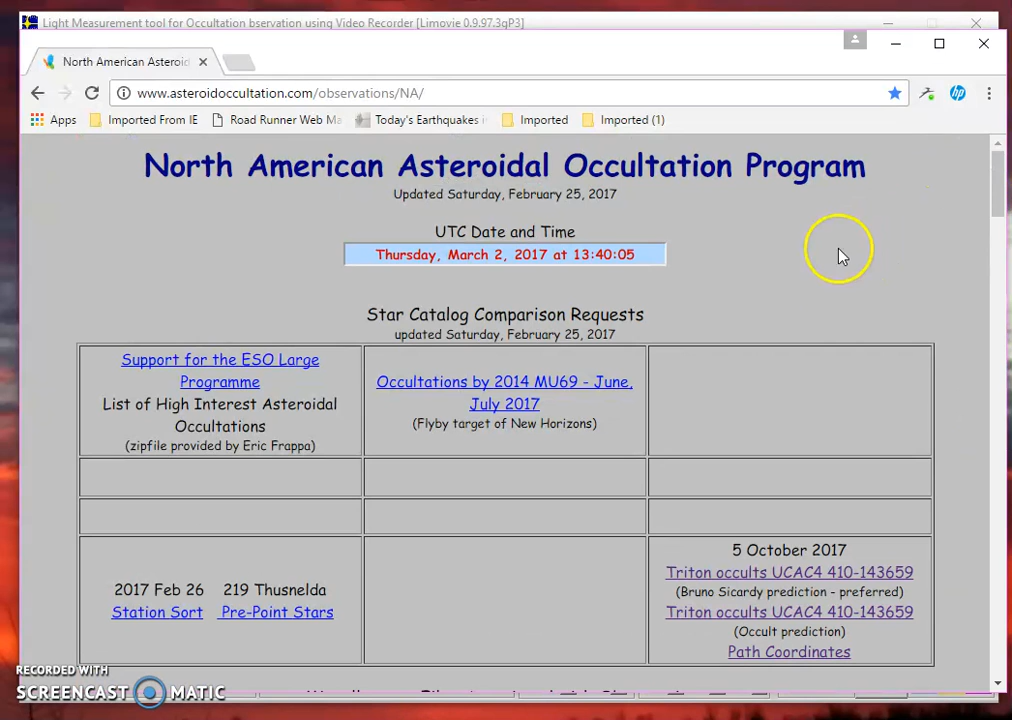 Light Measurement tool for Occultation bservation using Video Recorder [Limovie 0.9.97.3gP3]
North American Asteroid
www.asteroidoccultation.com/observations/NA/
Apps Imported From IE Road Runner Web Ma Today's Earthquakes i Imported Imported (1)
North American Asteroidal Occultation Program
Updated Saturday, February 25, 2017
UTC Date and Time
Thursday, March 2, 2017 at 13:40:05
Star Catalog Comparison Requests
updated Saturday, February 25, 2017
Support for the ESO Large
Programme
List of High Interest Asteroidal
Occultations
(zipfile provided by Eric Frappa)
Occultations by 2014 MU69 - June,
July 2017
(Flyby target of New Horizons)
2017 Feb 26 219 Thusnelda
Station Sort Pre-Point Stars
5 October 2017
Triton occults UCAC4 410-143659
(Bruno Sicardy prediction - preferred)
Triton occults UCAC4 410-143659
(Occult prediction)
Path Coordinates
RECORDED WITH
SCREENCAST MATIC